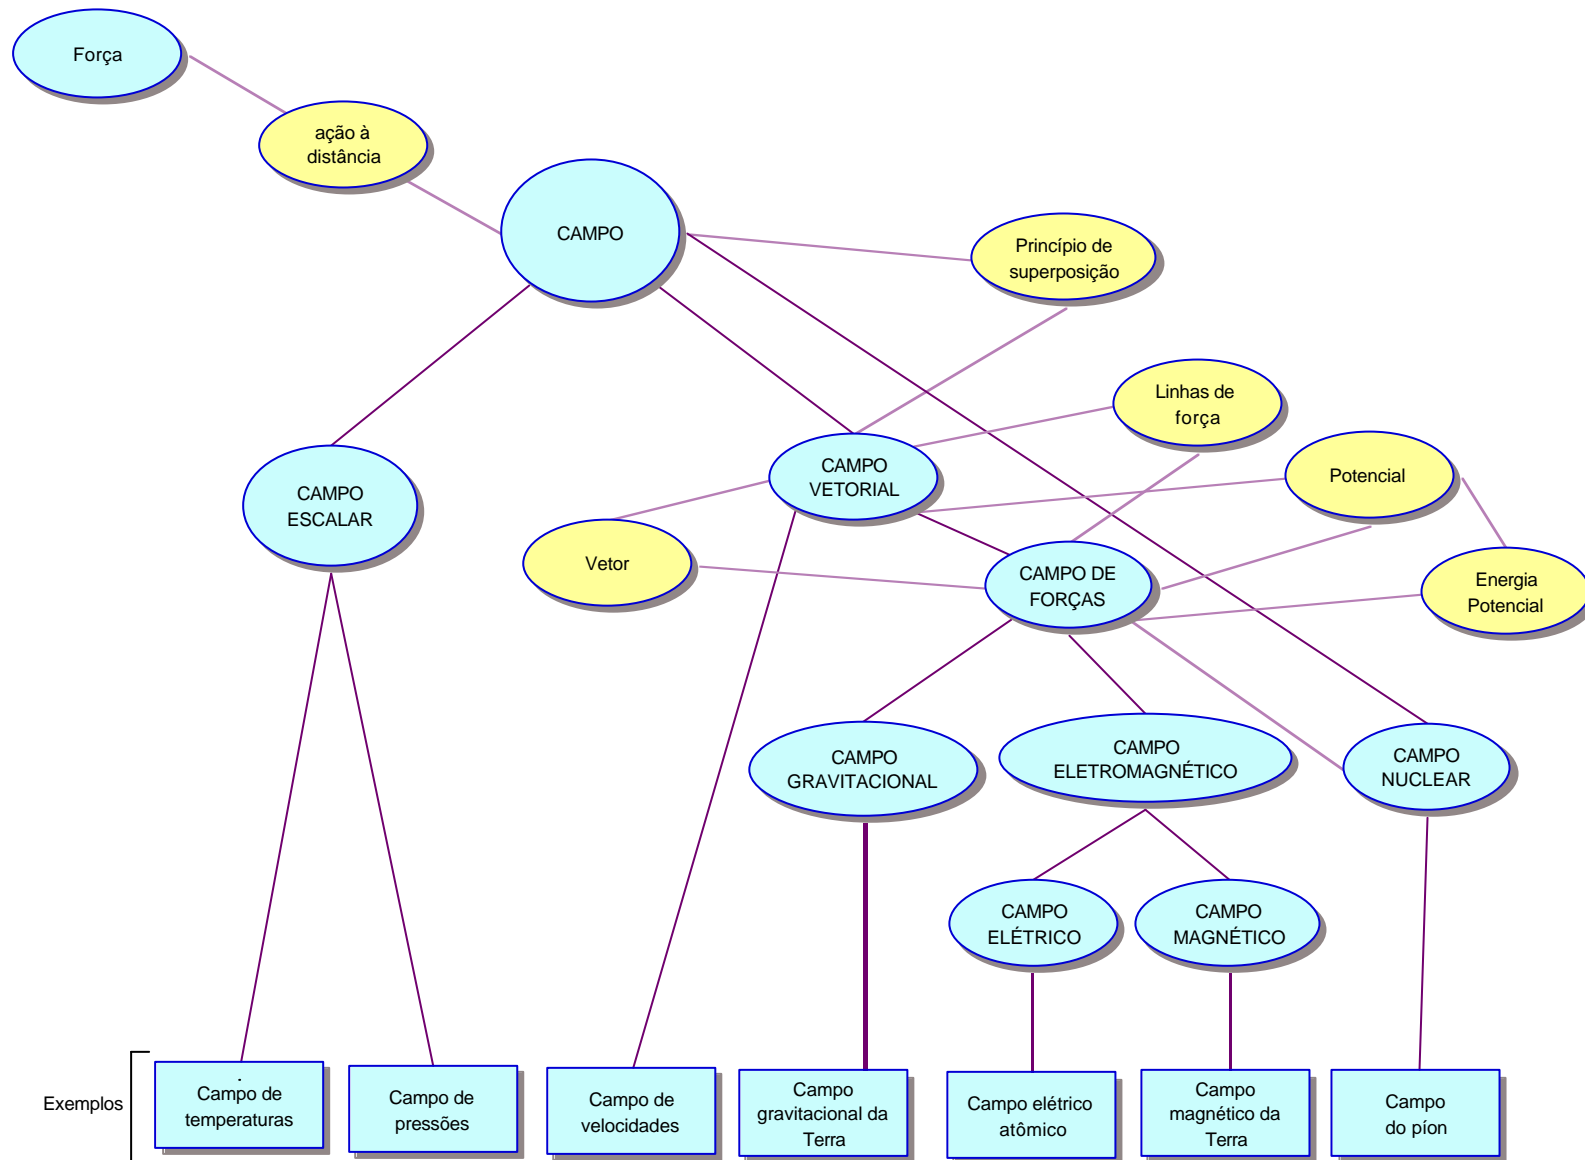 Força
ação à
distância
CAMPO
Princípio de
superposição
Linhas de
força
CAMPO
VETORIAL
Potencial
CAMPO
ESCALAR
Vetor
CAMPO DE
FORÇAS
Energia
Potencial
CAMPO
GRAVITACIONAL
CAMPO
ELETROMAGNÉTICO
CAMPO
NUCLEAR
CAMPO
ELÉTRICO
CAMPO
MAGNÉTICO
Exemplos
Campo de
temperaturas
Campo de
pressões
Campo de
velocidades
Campo
gravitacional da
Terra
Campo elétrico
atômico
Campo
magnético da
Terra
Campo
do píon